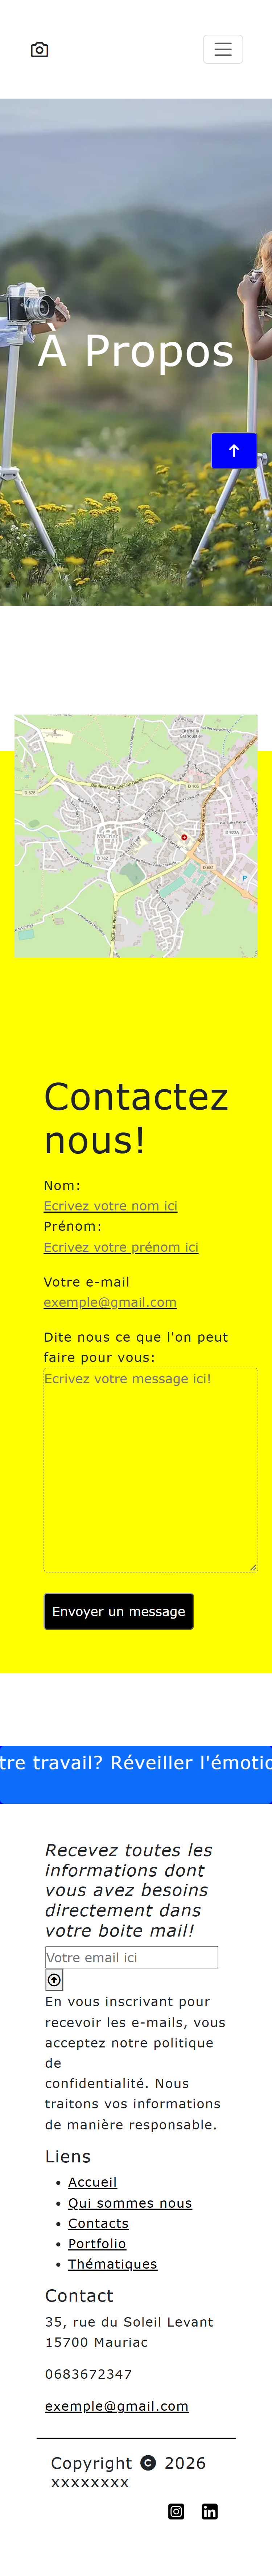 À Propos
Contactez
nous!
Nom:
Ecrivez votre nom ici
Prénom:
Ecrivez votre prénom ici
Votre e-mail
exemple@gmail.com
Dite nous ce que l'on peut
faire pour vous:
Ecrivez votre message ici!
Envoyer un message
tre travail? Réveiller l'émotio
Recevez toutes les
informations dont
vous avez besoins
directement dans
votre boite mail!
Votre email ici
En vous inscrivant pour
recevoir les e-mails, vous
acceptez notre politique
de
confidentialité. Nous
traitons vos informations
de manière responsable.
Liens
Accueil
Qui sommes nous
Contacts
Portfolio
Thématiques
Contact
35, rue du Soleil Levant
15700 Mauriac
0683672347
exemple@gmail.com
Copyright © 2026
xxxxxxxx